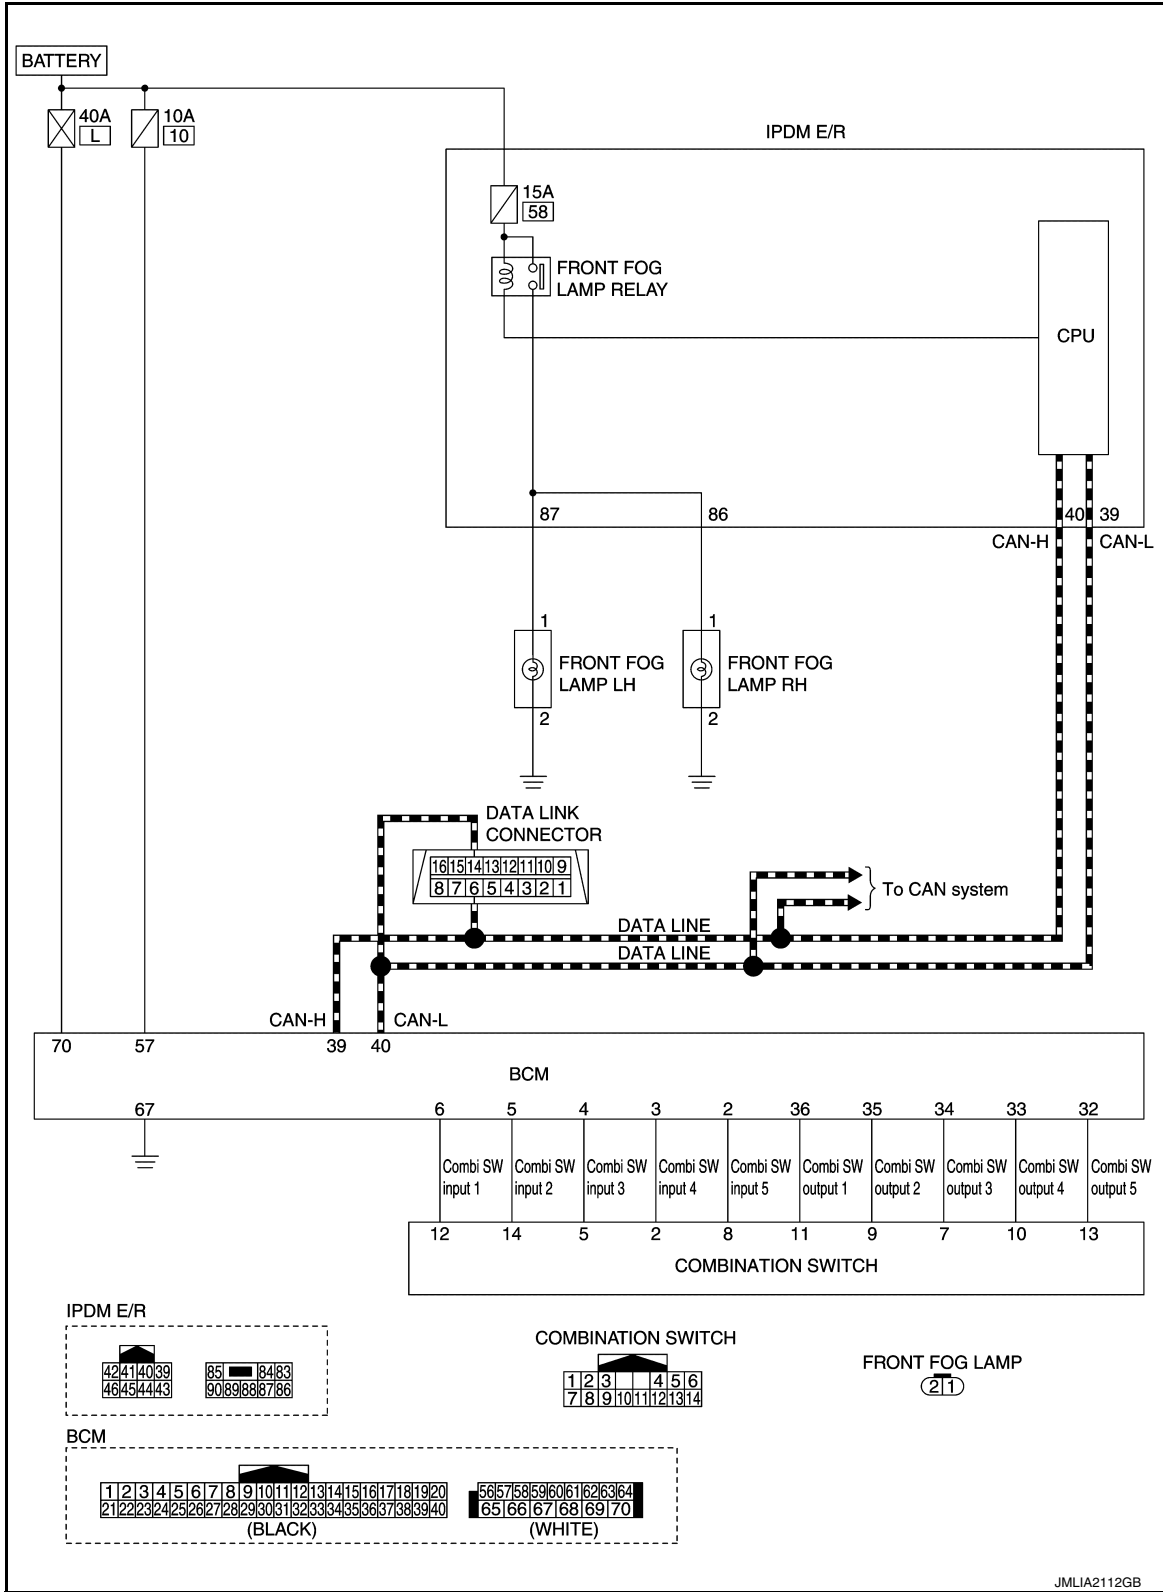 BATTERY
40A
L
10A
10
IPDM E/R
15A
58
FRONT FOG
LAMP RELAY
CPU
87
86
40
39
CAN-H
CAN-L
1
FRONT FOG
LAMP LH
2
1
FRONT FOG
LAMP RH
2
DATA LINK
CONNECTOR
16 15 14 13 12 11 10 9
8 7 6 5 4 3 2 1
To CAN system
DATA LINE
DATA LINE
CAN-H
CAN-L
70 57 39 40
BCM
67 6 5 4 3 2 36 35 34 33 32
Combi SW
input 1
Combi SW
input 2
Combi SW
input 3
Combi SW
input 4
Combi SW
input 5
Combi SW
output 1
Combi SW
output 2
Combi SW
output 3
Combi SW
output 4
Combi SW
output 5
12 14 5 2 8 11 9 7 10 13
COMBINATION SWITCH
IPDM E/R
42 41 40 39
46 45 44 43
85 84 83
90 89 88 87 86
COMBINATION SWITCH
1 2 3 4 5 6
7 8 9 10 11 12 13 14
FRONT FOG LAMP
2 1
BCM
1 2 3 4 5 6 7 8 9 10 11 12 13 14 15 16 17 18 19 20
21 22 23 24 25 26 27 28 29 30 31 32 33 34 35 36 37 38 39 40
(BLACK)
56 57 58 59 60 61 62 63 64
65 66 67 68 69 70
(WHITE)
JMLIA2112GB